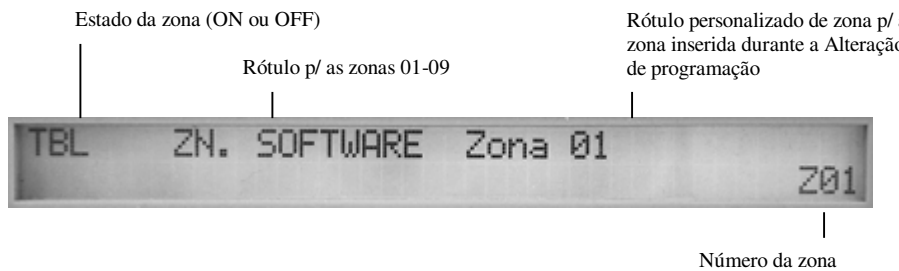 Estado da zona (ON ou OFF)
Rótulo p/ as zonas 01-09
Rótulo personalizado de zona p/
zona inserida durante a Alteração
de programação
TBL ZN. SOFTWARE Zona 01
Z01
Número da zona